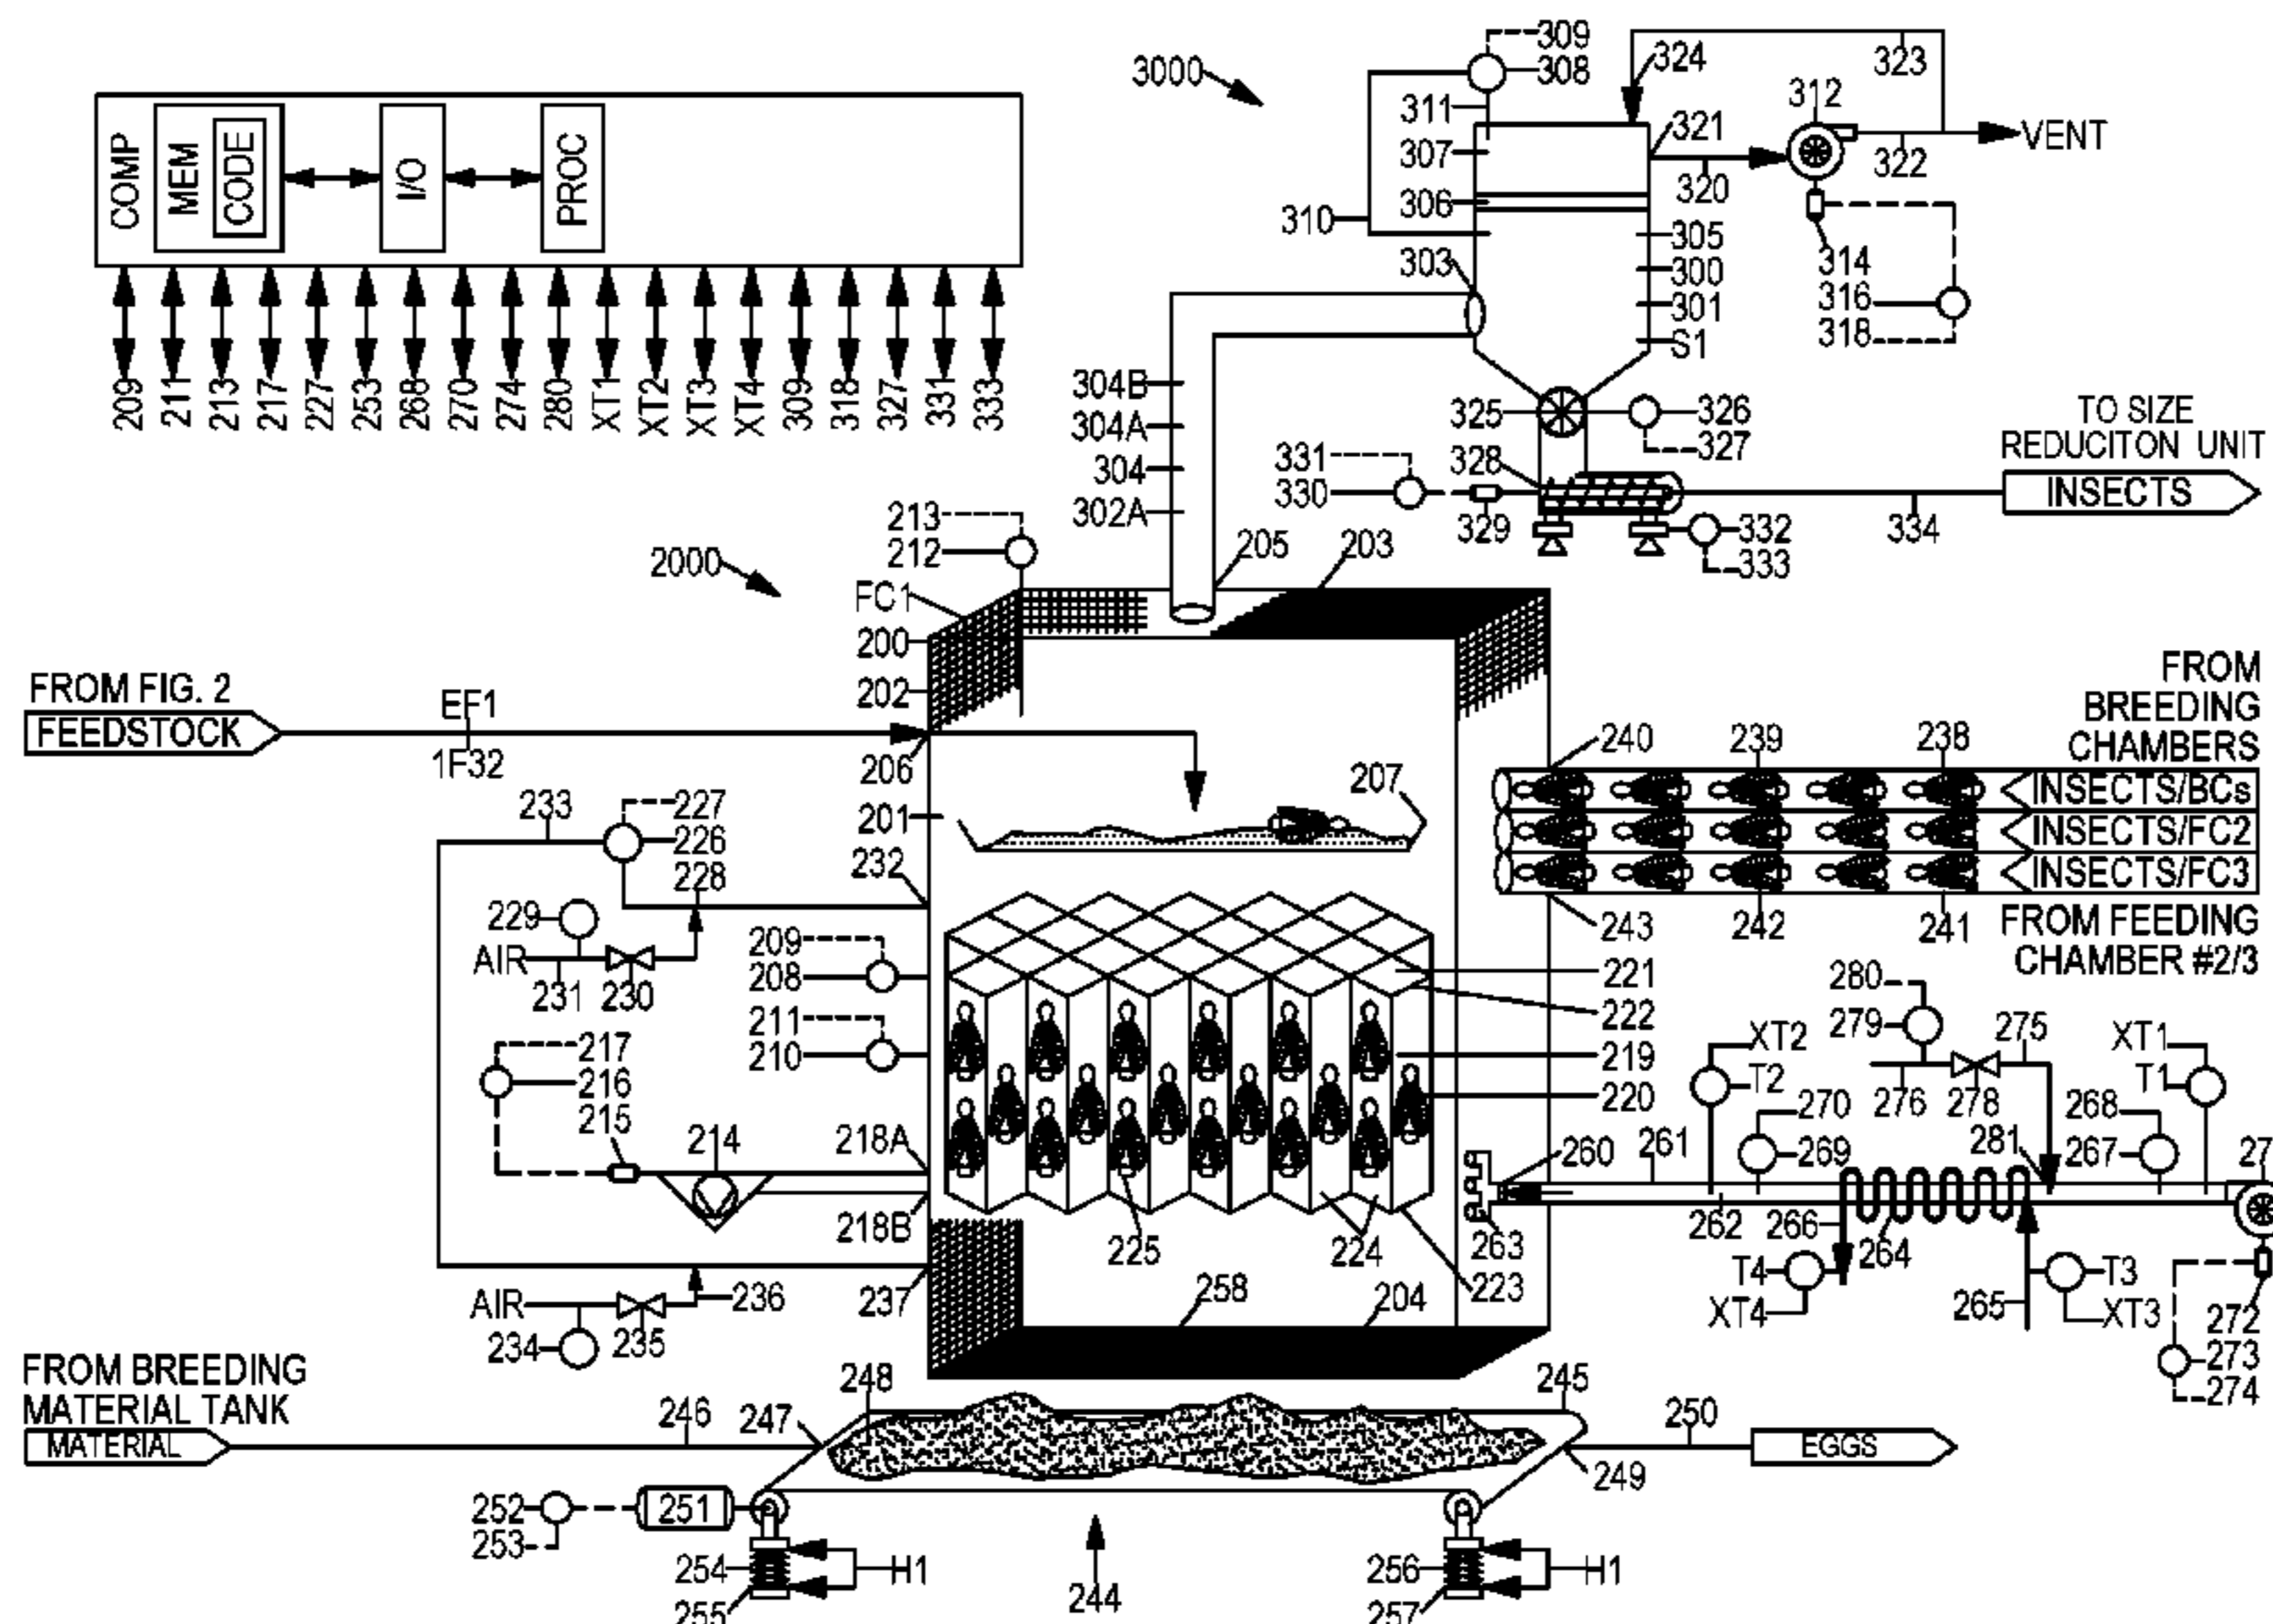 COMP
MEM
CODE
I/O
PROC
209
211
213
217
227
253
268
270
274
280
XT1
XT2
XT3
XT4
309
318
327
331
333
3000
309
308
311
307
306
310
303
324
323
321
312
VENT
320
322
305
300
301
S1
314
316
318
304B
304A
304
302A
325
326
327
331
330
328
329
332
333
334
TO SIZE
REDUCITON UNIT
INSECTS
2000
213
212
205
203
FC1
200
202
FROM FIG. 2
FEEDSTOCK
EF1
1F32
206
201
207
FROM
BREEDING
CHAMBERS
240
239
238
INSECTS/BCs
INSECTS/FC2
INSECTS/FC3
243
242
241
FROM FEEDING
CHAMBER #2/3
233
227
226
228
232
229
AIR
231
230
209
208
211
210
221
222
219
220
217
216
215
214
218A
218B
225
224
223
263
260
261
262
XT2
T2
270
269
280
279
276
278
275
281
XT1
T1
268
267
27
266
264
T4
XT4
265
T3
XT3
272
273
274
237
236
AIR
234
235
258
204
FROM BREEDING
MATERIAL TANK
MATERIAL
246
247
248
245
250
EGGS
249
252
253
251
254
255
H1
244
256
257
H1